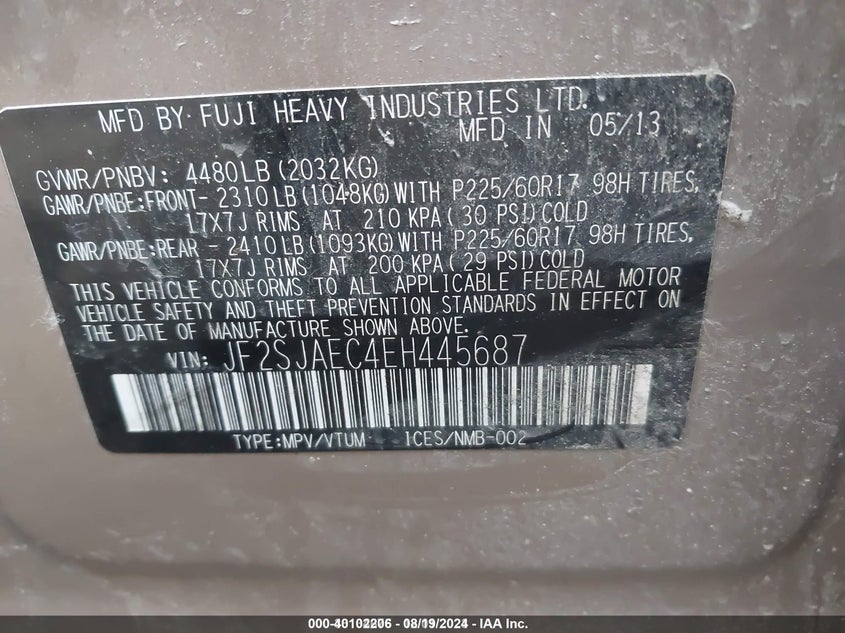 MFD BY FUJI HEAVY INDUSTRIES LTD.
MFD IN 05/13
GVWR/PNBV: 4480LB (2032KG)
GAWR/PNBE:FRONT- 2310LB (1048KG) WITH P225/60R17 98H TIRES,
17X7J RIMS AT 210 KPA (30 PSI) COLD
GAWR/PNBE:REAR - 2410LB (1093KG) WITH P225/60R17 98H TIRES,
17X7J RIMS AT 200 KPA (29 PSI) COLD
THIS VEHICLE CONFORMS TO ALL APPLICABLE FEDERAL MOTOR
VEHICLE SAFETY AND THEFT PREVENTION STANDARDS IN EFFECT ON
THE DATE OF MANUFACTURE SHOWN ABOVE.
VIN: JF2SJAEC4EH445687
TYPE:MPV/VTUM ICES/NMB-002
000-40102206 - 08/19/2024 - IAA Inc.